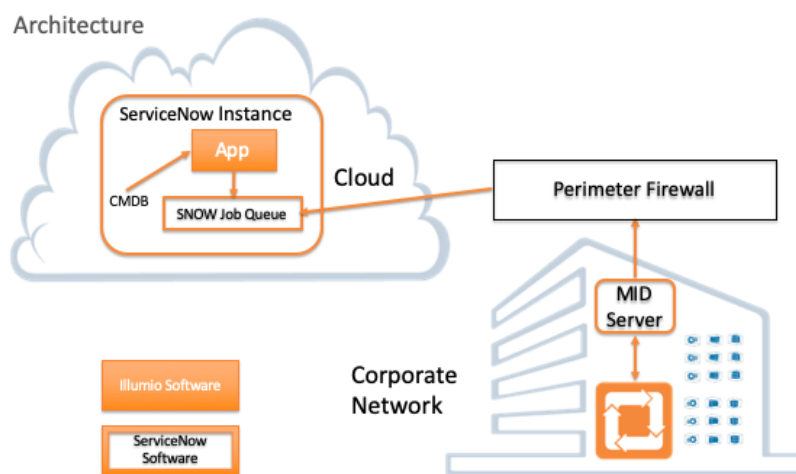 Architecture
ServiceNow Instance
App
Cloud
CMDB
SNOW Job Queue
Perimeter Firewall
MID
Server
Illumio Software
Corporate
Network
ServiceNow
Software